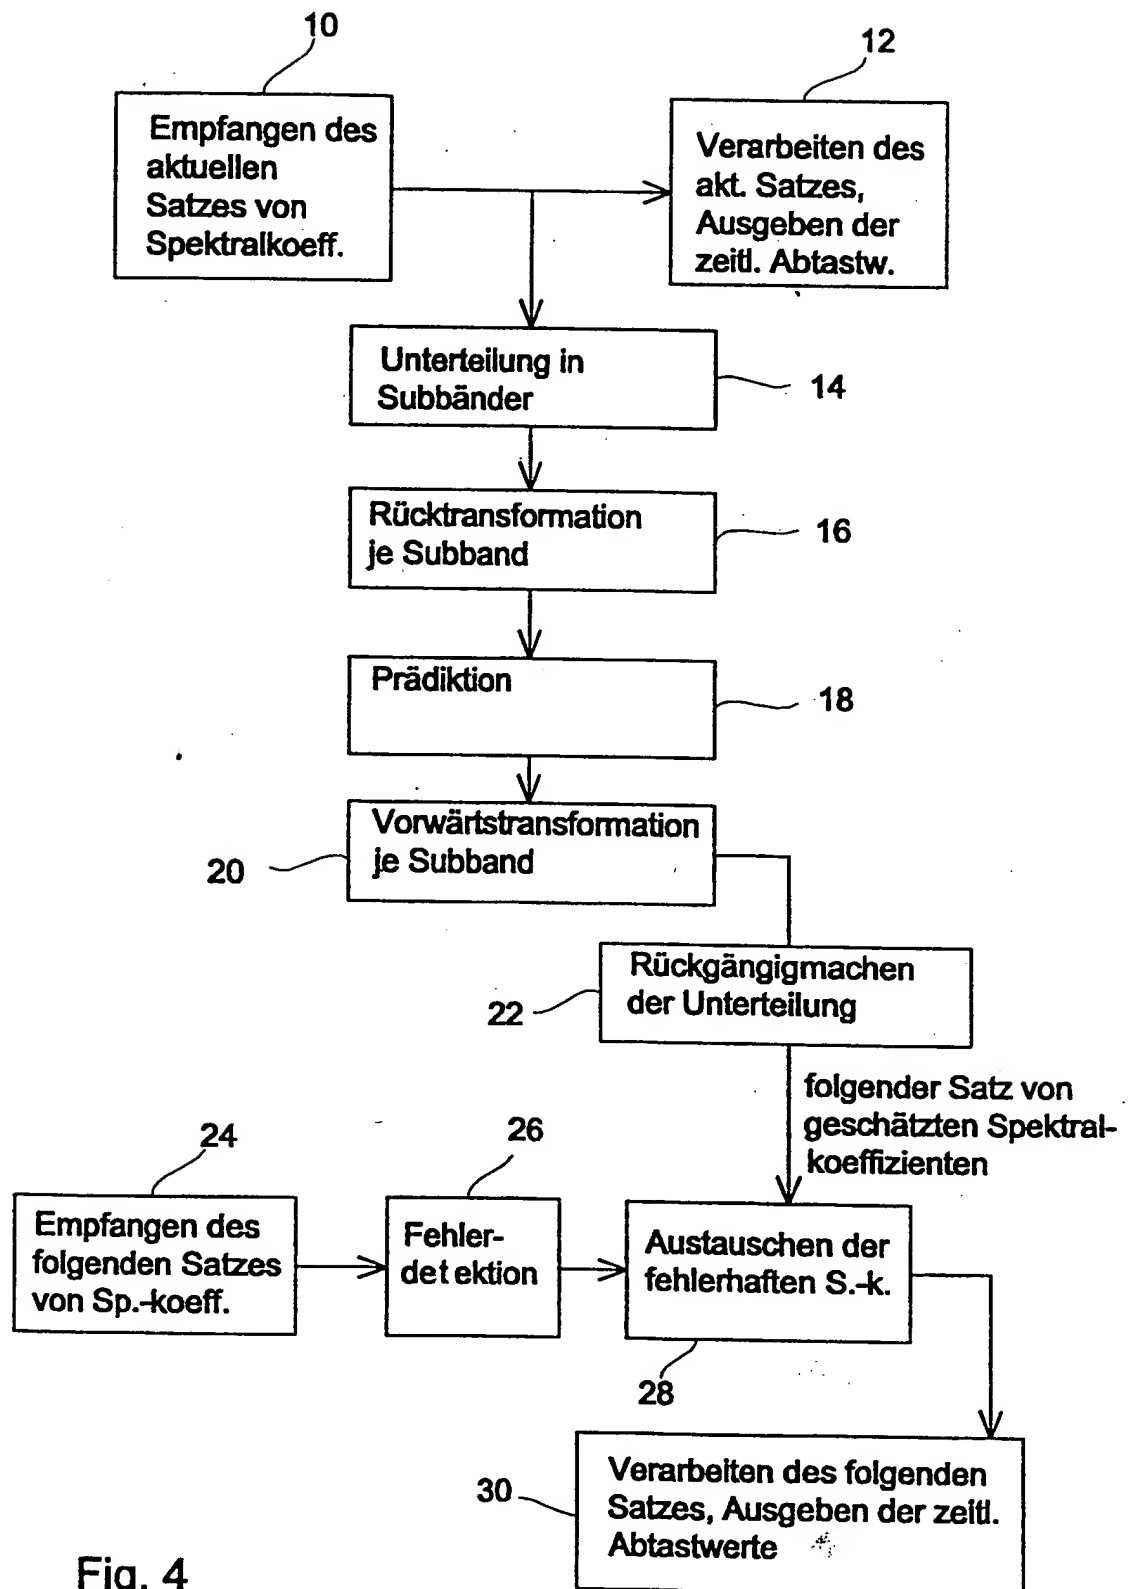 10
12
Empfangen des
aktuellen
Satzes von
Spektralkoeff.
Verarbeiten des
akt. Satzes,
Ausgeben der
zeitl. Abtastw.
Unterteilung in
Subbänder
14
Rücktransformation
je Subband
16
Prädiktion
18
Vorwärtstransformation
je Subband
20
Rückgängigmachen
der Unterteilung
22
folgender Satz von
geschätzten Spektral-
koeffizienten
24
26
Empfangen des
folgenden Satzes
von Sp.-koeff.
Fehler-
detektion
Austauschen der
fehlerhaften S.-k.
28
Verarbeiten des folgenden
Satzes, Ausgeben der zeitl.
Abtastwerte
30
Fig. 4